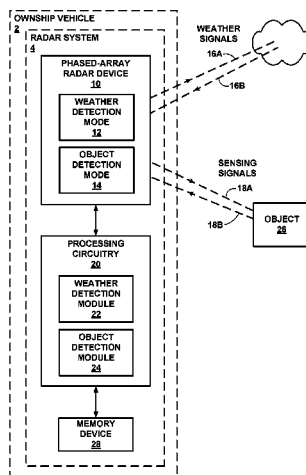 OWNSHIP VEHICLE
2
RADAR SYSTEM
4
PHASED-ARRAY
RADAR DEVICE
10
WEATHER
DETECTION
MODE
12
OBJECT
DETECTION
MODE
14
WEATHER
SIGNALS
16A
16B
SENSING
SIGNALS
18A
18B
OBJECT
26
PROCESSING
CIRCUITRY
20
WEATHER
DETECTION
MODULE
22
OBJECT
DETECTION
MODULE
24
MEMORY
DEVICE
28